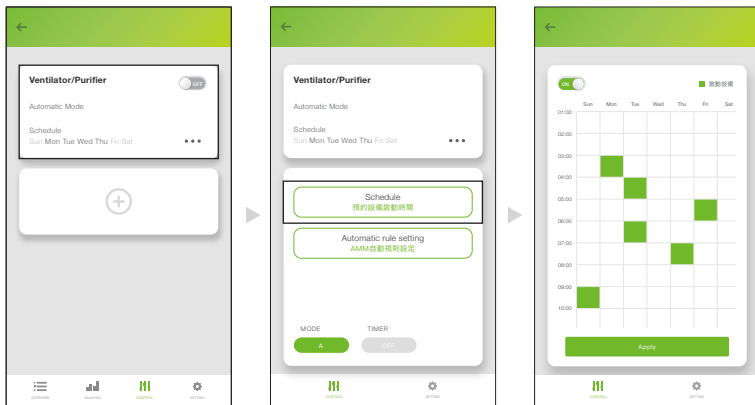 Ventilator/Purifier
OFF
Automatic Mode
Schedule
Sun Mon Tue Wed Thu Fri Sat
OVERVIEW
ANALYSIS
CONTROL
SETTING
Ventilator/Purifier
Automatic Mode
Schedule
Sun Mon Tue Wed Thu Fri Sat
Schedule
預約設備啟動時間
Automatic rule setting
AMM自動規則設定
MODE TIMER
A OFF
CONTROL
SETTING
ON 啟動設備
Sun Mon Tue Wed Thu Fri Sat
01:00
02:00
03:00
04:00
05:00
06:00
07:00
08:00
09:00
10:00
Apply
CONTROL
SETTING